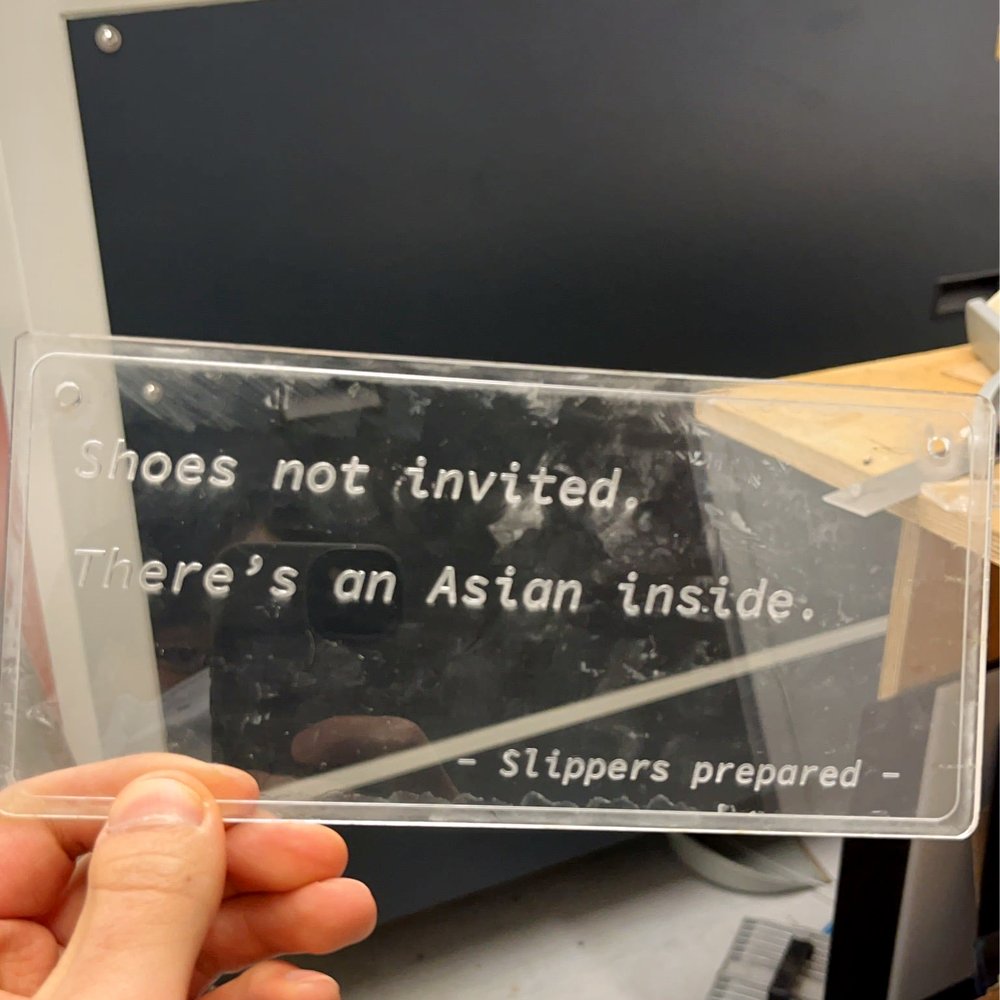 Shoes not invited.
There's an Asian inside.
- Slippers prepared -